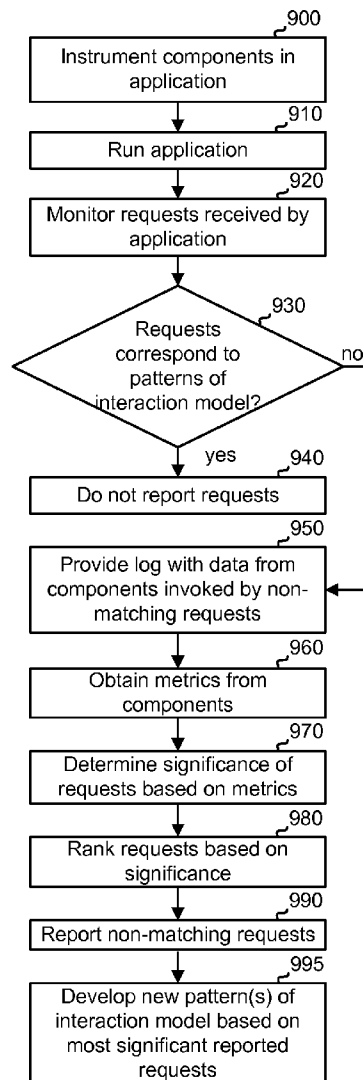 900
Instrument components in
application
910
Run application
920
Monitor requests received by
application
930
Requests
correspond to
patterns of
interaction model?
no
yes
940
Do not report requests
950
Provide log with data from
components invoked by non-
matching requests
960
Obtain metrics from
components
970
Determine significance of
requests based on metrics
980
Rank requests based on
significance
990
Report non-matching requests
995
Develop new pattern(s) of
interaction model based on
most significant reported
requests